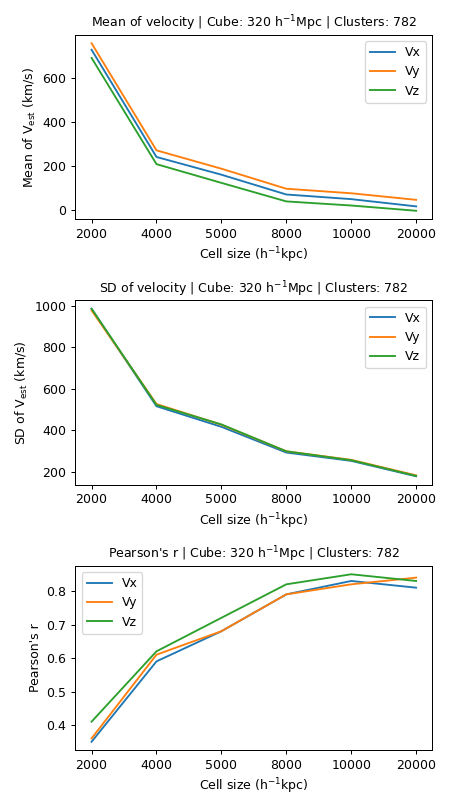 Mean of velocity | Cube: 320 h⁻¹Mpc | Clusters: 782
Mean of V_est (km/s)
600
400
200
0
Vx
Vy
Vz
2000 4000 5000 8000 10000 20000
Cell size (h⁻¹kpc)
SD of velocity | Cube: 320 h⁻¹Mpc | Clusters: 782
SD of V_est (km/s)
1000
800
600
400
200
Vx
Vy
Vz
2000 4000 5000 8000 10000 20000
Cell size (h⁻¹kpc)
Pearson's r | Cube: 320 h⁻¹Mpc | Clusters: 782
Pearson's r
0.8
0.7
0.6
0.5
0.4
Vx
Vy
Vz
2000 4000 5000 8000 10000 20000
Cell size (h⁻¹kpc)